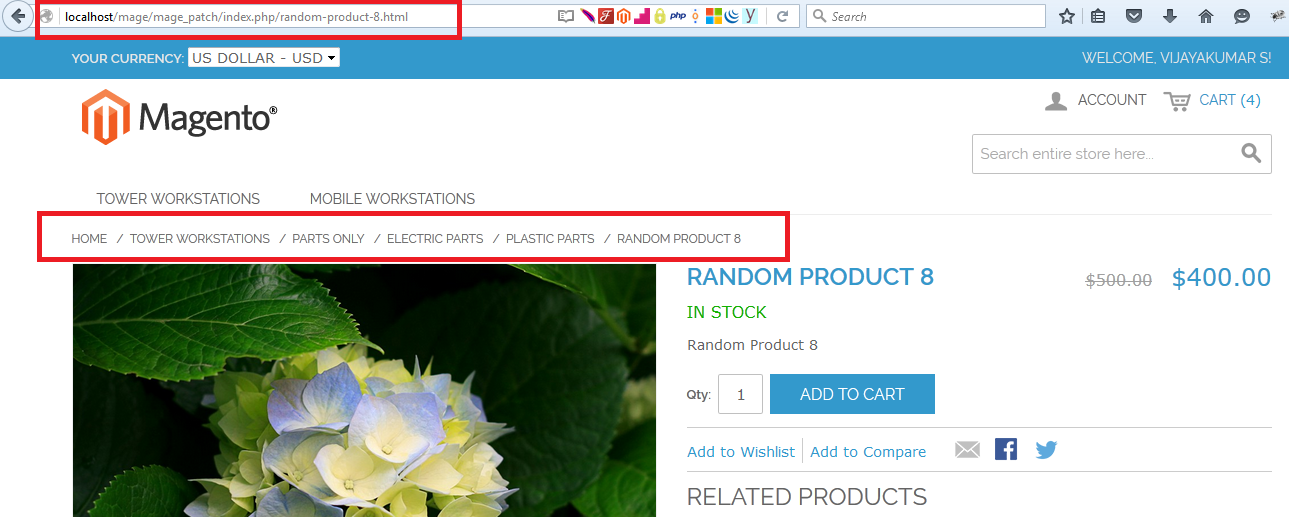 localhost/mage/mage_patch/index.php/random-product-8.html
php
Search
YOUR CURRENCY: US DOLLAR - USD
WELCOME, VIJAYAKUMAR S!
Magento®
ACCOUNT
CART (4)
Search entire store here...
TOWER WORKSTATIONS MOBILE WORKSTATIONS
HOME / TOWER WORKSTATIONS / PARTS ONLY / ELECTRIC PARTS / PLASTIC PARTS / RANDOM PRODUCT 8
RANDOM PRODUCT 8
$500.00 $400.00
IN STOCK
Random Product 8
Qty: 1 ADD TO CART
Add to Wishlist Add to Compare
RELATED PRODUCTS